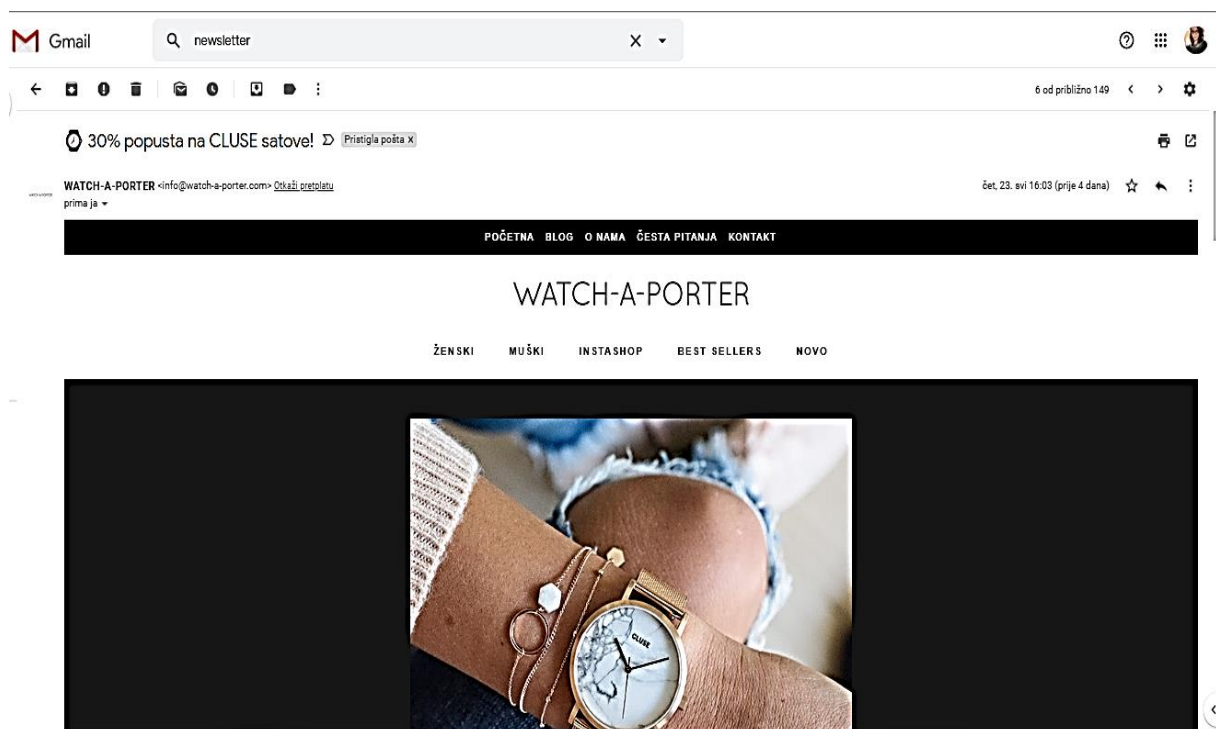 Gmail
newsletter
6 od približno 149
30% popusta na CLUSE satove! Pristigla pošta x
WATCH-A-PORTER <info@watch-a-porter.com> Otkaži pretplatu
čet, 23. svi 16:03 (prije 4 dana)
prima ja
POČETNA BLOG O NAMA ČESTA PITANJA KONTAKT
WATCH-A-PORTER
ŽENSKI MUŠKI INSTASHOP BEST SELLERS NOVO
CLUSE